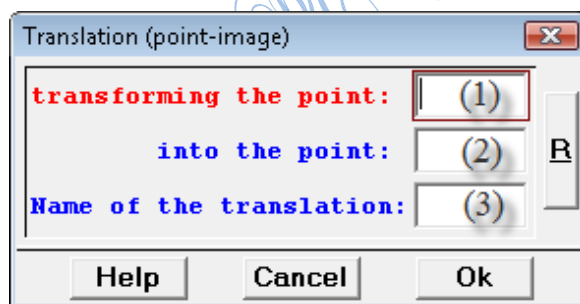 Translation (point-image)
transforming the point: (1)
into the point: (2)
R
Name of the translation: (3)
Help Cancel Ok